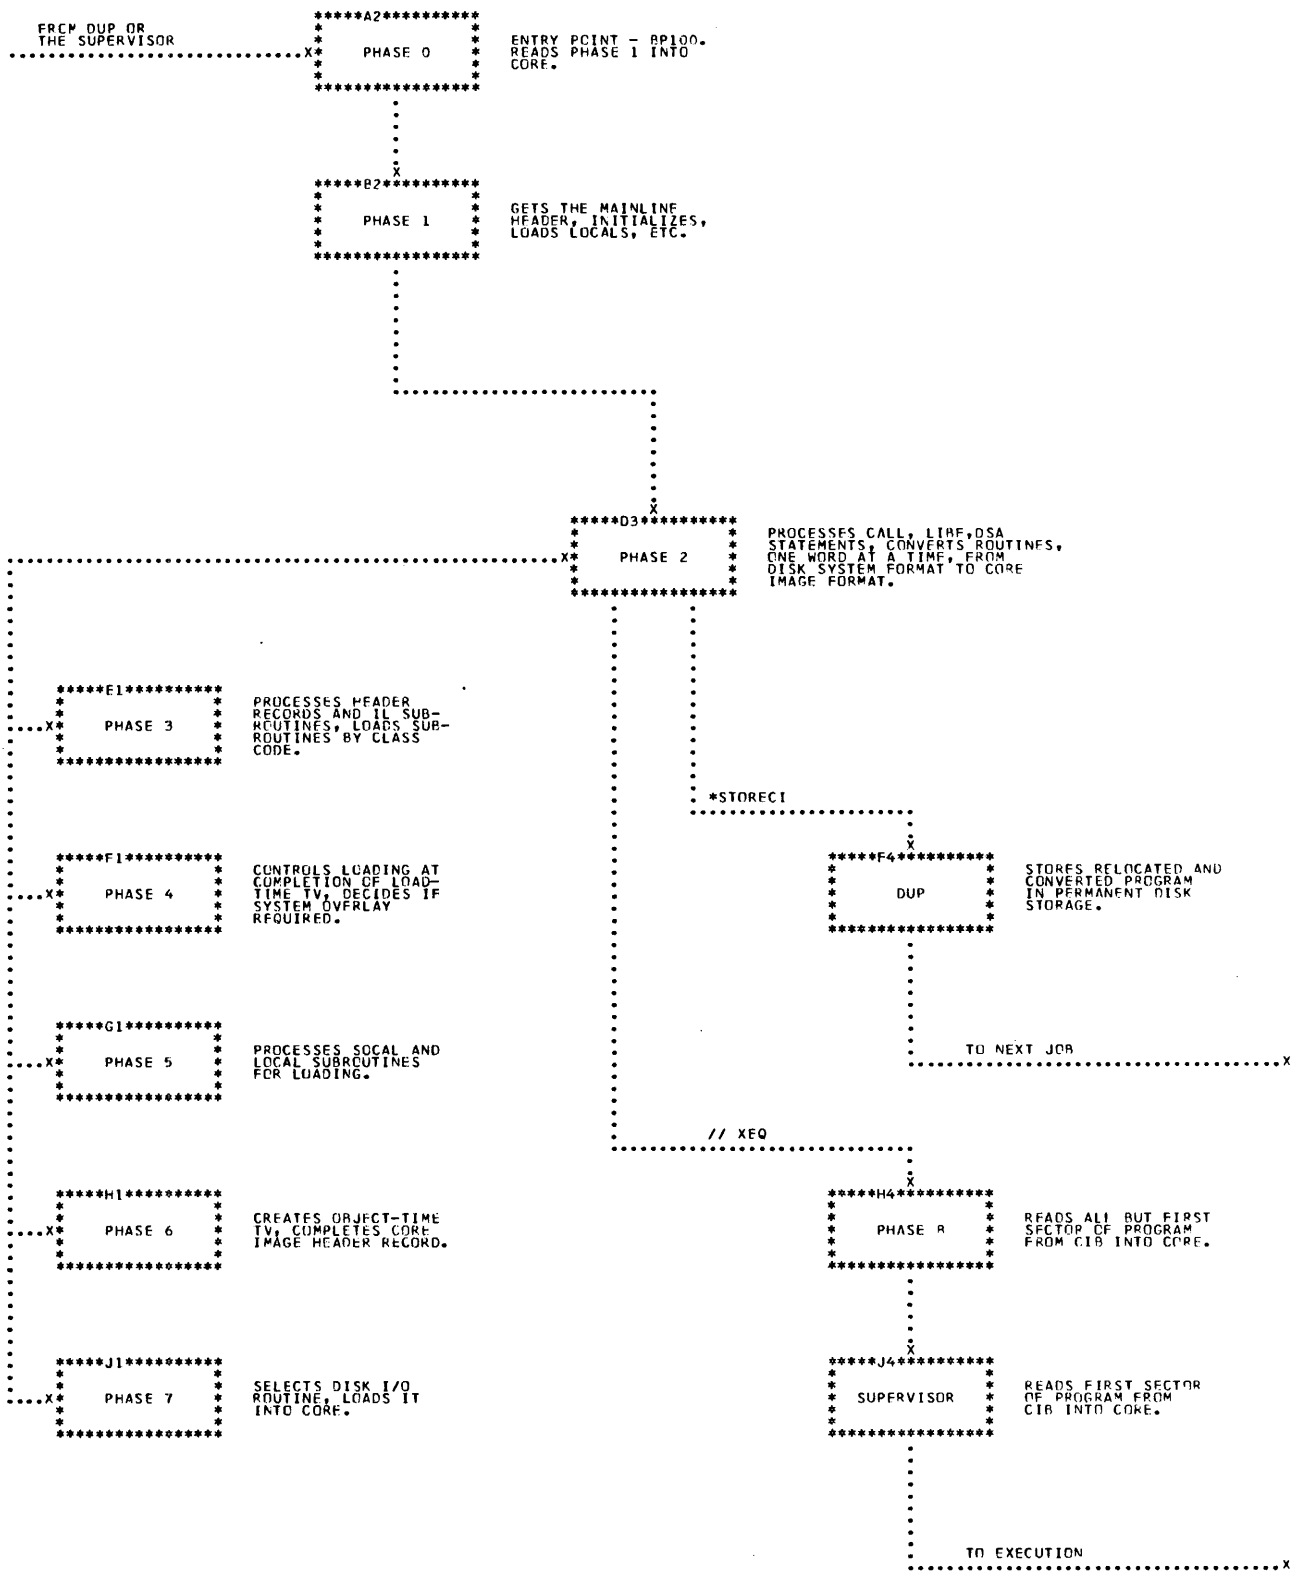 FROM DUP OR
THE SUPERVISOR
A2
PHASE 0
ENTRY POINT - BP100.
READS PHASE 1 INTO
CORE.
B2
PHASE 1
GETS THE MAINLINE
HEADER, INITIALIZES,
LOADS LOCALS, ETC.
D3
PHASE 2
PROCESSES CALL, LIBF,DSA
STATEMENTS, CONVERTS ROUTINES,
ONE WORD AT A TIME, FROM
DISK SYSTEM FORMAT TO CORE
IMAGE FORMAT.
E1
PHASE 3
PROCESSES HEADER
RECORDS AND IL SUB-
ROUTINES, LOADS SUB-
ROUTINES BY CLASS
CODE.
*STORECI
F1
PHASE 4
CONTROLS LOADING AT
COMPLETION OF LOAD-
TIME TV, DECIDES IF
SYSTEM OVERLAY
REQUIRED.
F4
DUP
STORES RELOCATED AND
CONVERTED PROGRAM
IN PERMANENT DISK
STORAGE.
G1
PHASE 5
PROCESSES SOCAL AND
LOCAL SUBROUTINES
FOR LOADING.
TO NEXT JOB
// XEQ
H1
PHASE 6
CREATES OBJECT-TIME
TV, COMPLETES CORE
IMAGE HEADER RECORD.
H4
PHASE 8
READS ALL BUT FIRST
SECTOR OF PROGRAM
FROM CIB INTO CORE.
J1
PHASE 7
SELECTS DISK I/O
ROUTINE, LOADS IT
INTO CORE.
J4
SUPERVISOR
READS FIRST SECTOR
OF PROGRAM FROM
CIB INTO CORE.
TO EXECUTION